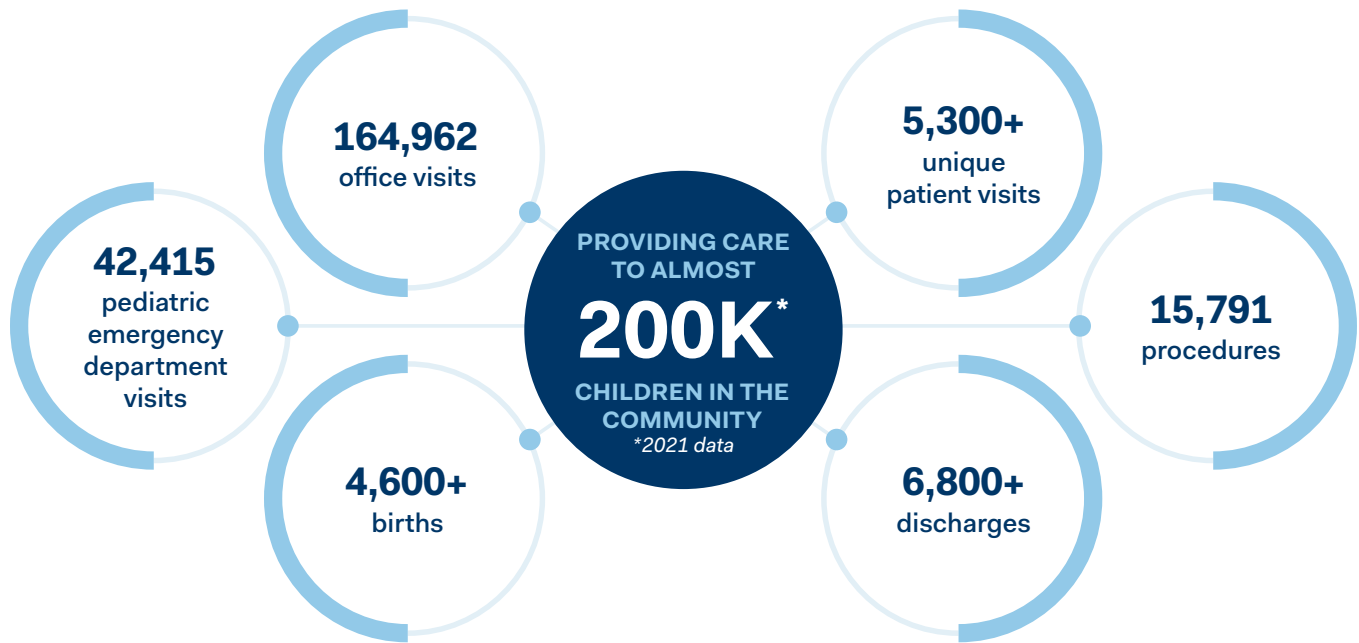 164,962
office visits
5,300+
unique
patient visits
42,415
pediatric
emergency
department
visits
PROVIDING CARE
TO ALMOST
200K*
CHILDREN IN THE
COMMUNITY
*2021 data
15,791
procedures
4,600+
births
6,800+
discharges